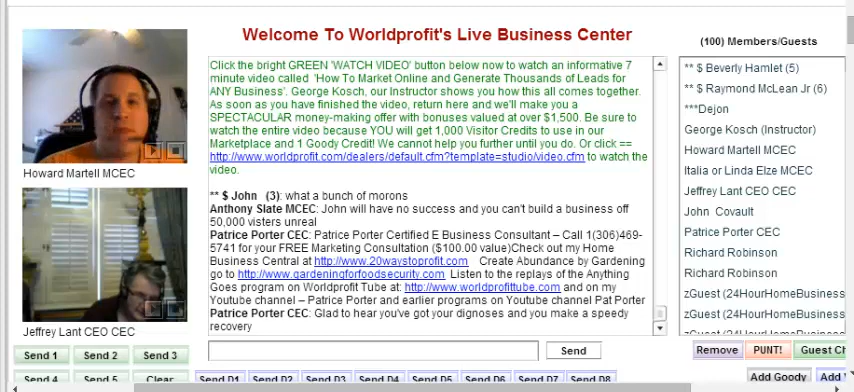 Welcome To Worldprofit's Live Business Center
(100) Members/Guests
Howard Martell MCEC
Jeffrey Lant CEO CEC
Send 1 Send 2 Send 3
Send 4 Send 5 Clear
Click the bright GREEN 'WATCH VIDEO' button below now to watch an informative 7
minute video called 'How To Market Online and Generate Thousands of Leads for
ANY Business'. George Kosch, our Instructor shows you how this all comes together.
As soon as you have finished the video, return here and we'll make you a
SPECTACULAR money-making offer with bonuses valued at over $1,500. Be sure to
watch the entire video because YOU will get 1,000 Visitor Credits to use in our
Marketplace and 1 Goody Credit! We cannot help you further until you do. Or click ==
http://www.worldprofit.com/dealers/default.cfm?template=studio/video.cfm to watch the
video.
** $ John (3): what a bunch of morons
Anthony Slate MCEC: John will have no success and you can't build a business off
50,000 visters unreal
Patrice Porter CEC: Patrice Porter Certified E Business Consultant – Call 1(306)469-
5741 for your FREE Marketing Consultation ($100.00 value)Check out my Home
Business Central at http://www.20waystoprofit.com Create Abundance by Gardening
go to http://www.gardeningforfoodsecurity.com Listen to the replays of the Anything
Goes program on Worldprofit Tube at: http://www.worldprofittube.com and on my
Youtube channel – Patrice Porter and earlier programs on Youtube channel Pat Porter
Patrice Porter CEC: Glad to hear you've got your dignoses and you make a speedy
recovery
Send
Send D1 Send D2 Send D3 Send D4 Send D5 Send D6 Send D7 Send D8
** $ Beverly Hamlet (5)
** $ Raymond McLean Jr (6)
***Dejon
George Kosch (Instructor)
Howard Martell MCEC
Italia or Linda Elze MCEC
Jeffrey Lant CEO CEC
John Covault
Patrice Porter CEC
Richard Robinson
Richard Robinson
zGuest (24HourHomeBusiness
zGuest (24HourHomeBusiness
zGuest (24HourHomeBusiness
Remove PUNT! Guest Ch
Add Goody Add